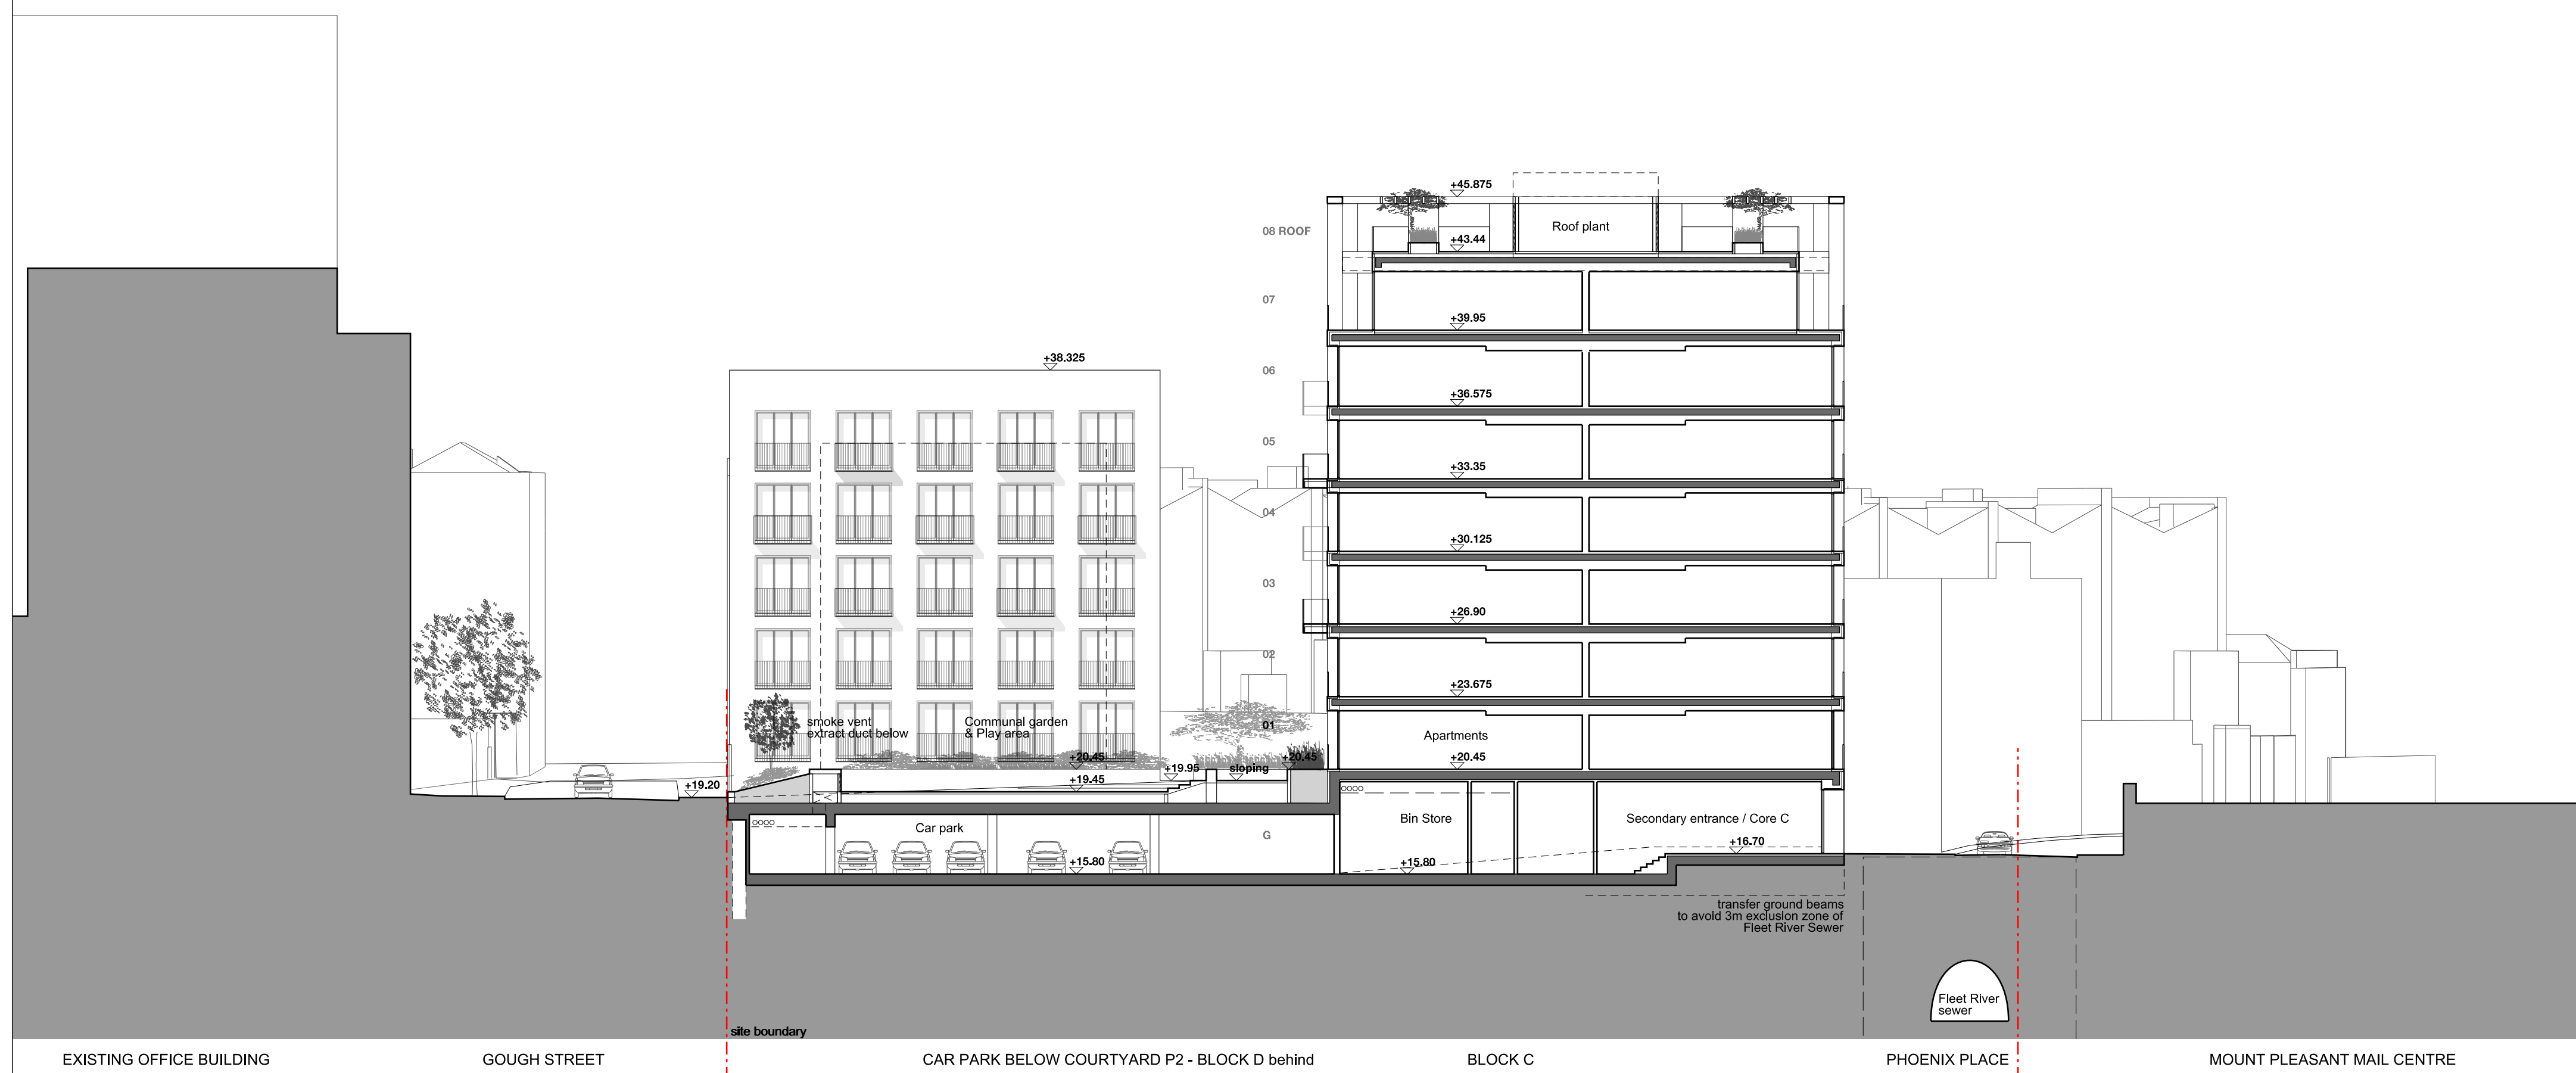 +45.875
Roof plant
08 ROOF
+43.44
07
+39.95
+38.325
06
+36.575
05
+33.35
04
+30.125
03
+26.90
02
+23.675
smoke vent
extract duct below
Communal garden
& Play area
01
Apartments
+20.45
+20.45
+20.45
+19.95
sloping
+19.45
+19.20
Car park
G
Bin Store
Secondary entrance / Core C
+16.70
+15.80
+15.80
transfer ground beams
to avoid 3m exclusion zone of
Fleet River Sewer
Fleet River
sewer
site boundary
EXISTING OFFICE BUILDING
GOUGH STREET
CAR PARK BELOW COURTYARD P2 - BLOCK D behind
BLOCK C
PHOENIX PLACE
MOUNT PLEASANT MAIL CENTRE